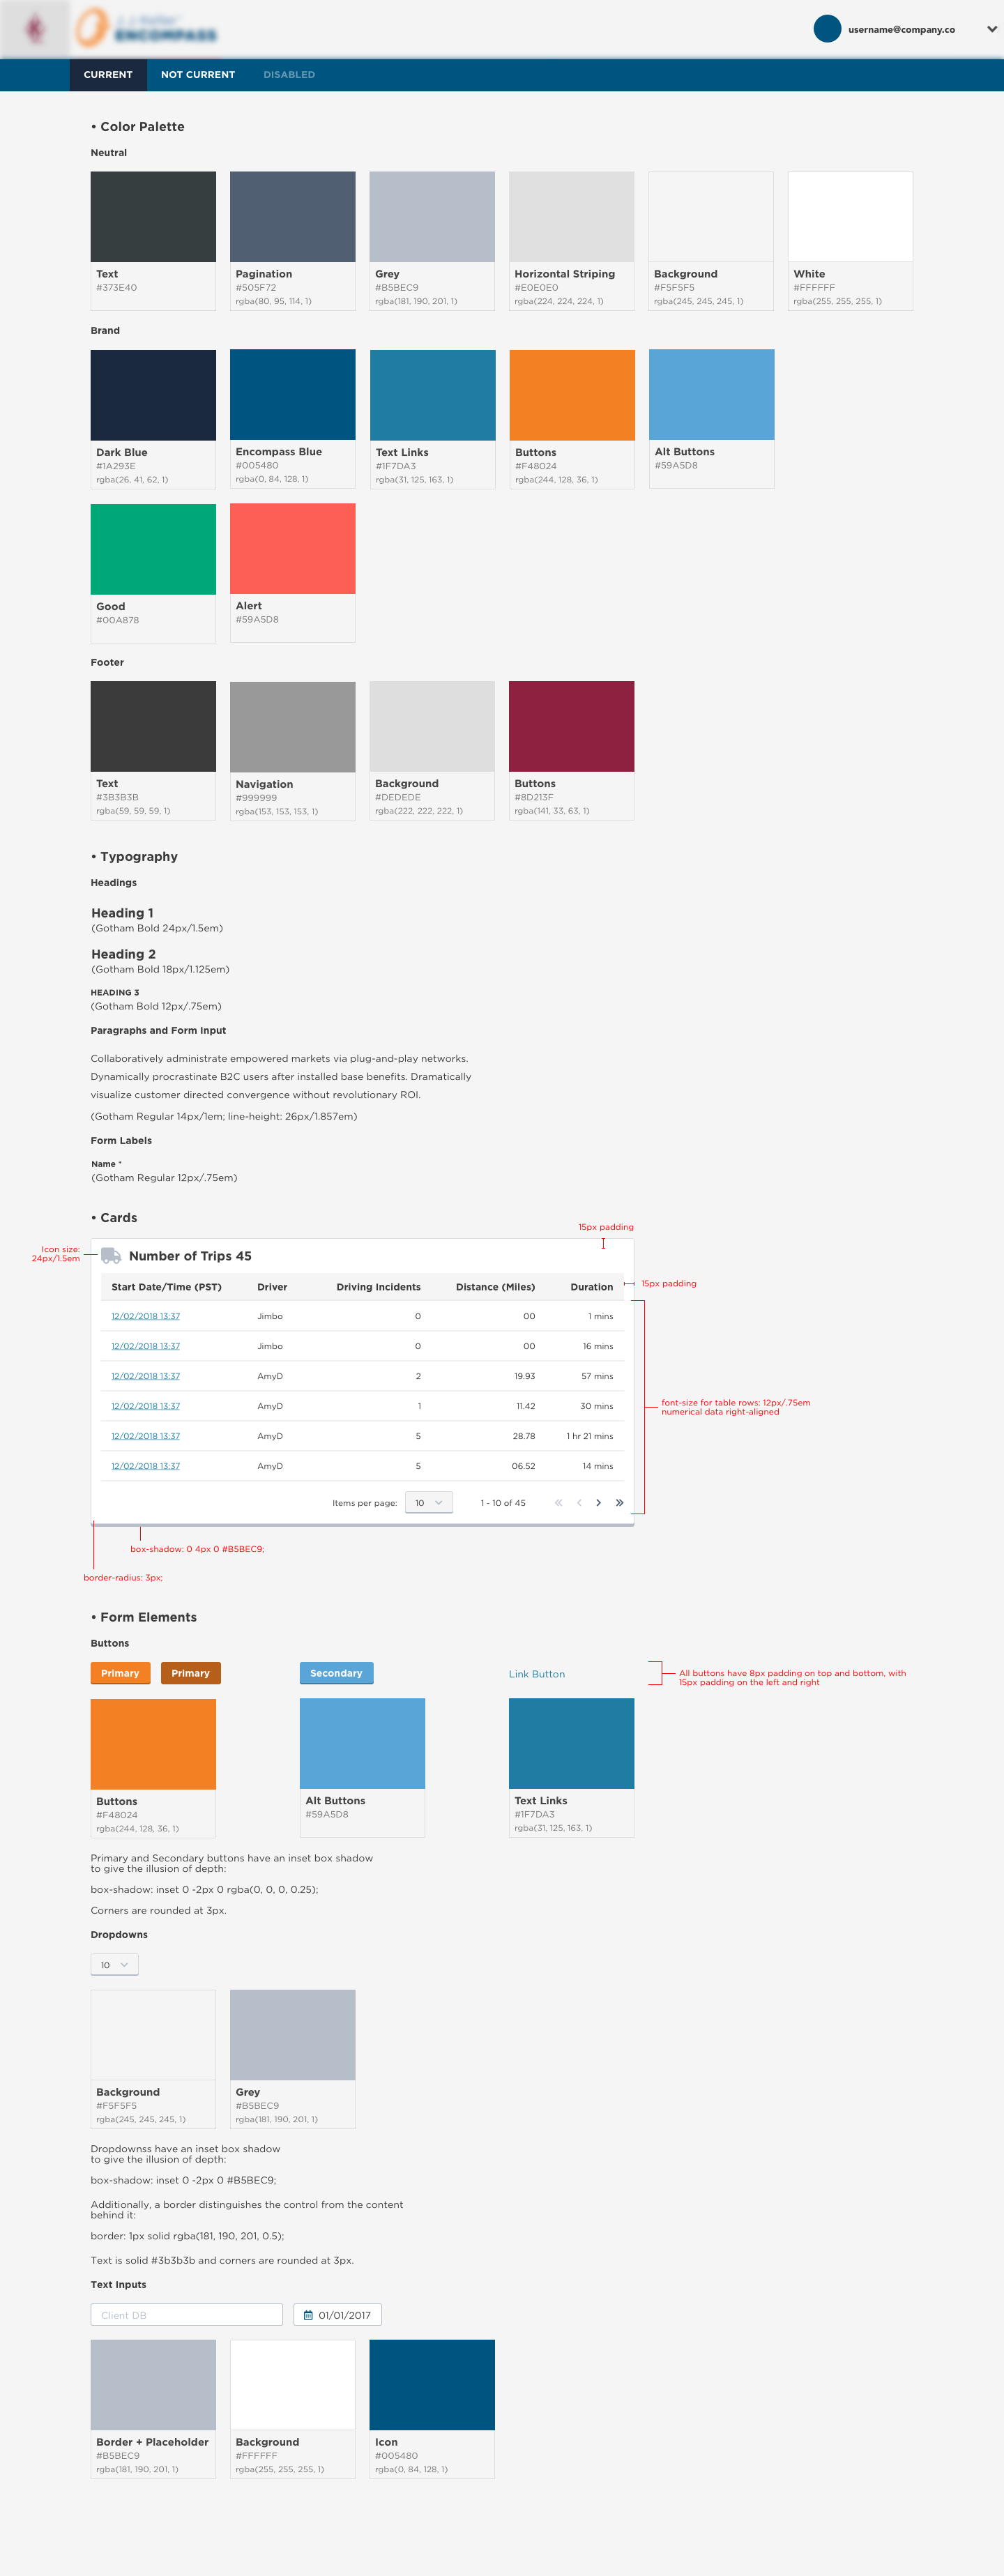 J. J. Keller
ENCOMPASS
username@company.co
CURRENT NOT CURRENT DISABLED
• Color Palette
Neutral
Text Pagination Grey Horizontal Striping Background White
#373E40 #505F72 #B5BEC9 #E0E0E0 #F5F5F5 #FFFFFF
rgba(80, 95, 114, 1) rgba(181, 190, 201, 1) rgba(224, 224, 224, 1) rgba(245, 245, 245, 1) rgba(255, 255, 255, 1)
Brand
Dark Blue Encompass Blue Text Links Buttons Alt Buttons
#1A293E #005480 #1F7DA3 #F48024 #59A5D8
rgba(26, 41, 62, 1) rgba(0, 84, 128, 1) rgba(31, 125, 163, 1) rgba(244, 128, 36, 1)
Good Alert
#00A878 #59A5D8
Footer
Text Navigation Background Buttons
#3B3B3B #999999 #DEDEDE #8D213F
rgba(59, 59, 59, 1) rgba(153, 153, 153, 1) rgba(222, 222, 222, 1) rgba(141, 33, 63, 1)
• Typography
Headings
Heading 1
(Gotham Bold 24px/1.5em)
Heading 2
(Gotham Bold 18px/1.125em)
HEADING 3
(Gotham Bold 12px/.75em)
Paragraphs and Form Input
Collaboratively administrate empowered markets via plug-and-play networks.
Dynamically procrastinate B2C users after installed base benefits. Dramatically
visualize customer directed convergence without revolutionary ROI.
(Gotham Regular 14px/1em; line-height: 26px/1.857em)
Form Labels
Name *
(Gotham Regular 12px/.75em)
• Cards
15px padding
Icon size:
24px/1.5em
Number of Trips 45
Start Date/Time (PST) Driver Driving Incidents Distance (Miles) Duration
15px padding
12/02/2018 13:37 Jimbo 0 00 1 mins
12/02/2018 13:37 Jimbo 0 00 16 mins
12/02/2018 13:37 AmyD 2 19.93 57 mins
12/02/2018 13:37 AmyD 1 11.42 30 mins
font-size for table rows: 12px/.75em
numerical data right-aligned
12/02/2018 13:37 AmyD 5 28.78 1 hr 21 mins
12/02/2018 13:37 AmyD 5 06.52 14 mins
Items per page: 10 1 - 10 of 45
box-shadow: 0 4px 0 #B5BEC9;
border-radius: 3px;
• Form Elements
Buttons
Primary Primary Secondary Link Button
All buttons have 8px padding on top and bottom, with
15px padding on the left and right
Buttons Alt Buttons Text Links
#F48024 #59A5D8 #1F7DA3
rgba(244, 128, 36, 1) rgba(31, 125, 163, 1)
Primary and Secondary buttons have an inset box shadow
to give the illusion of depth:
box-shadow: inset 0 -2px 0 rgba(0, 0, 0, 0.25);
Corners are rounded at 3px.
Dropdowns
10
Background Grey
#F5F5F5 #B5BEC9
rgba(245, 245, 245, 1) rgba(181, 190, 201, 1)
Dropdownss have an inset box shadow
to give the illusion of depth:
box-shadow: inset 0 -2px 0 #B5BEC9;
Additionally, a border distinguishes the control from the content
behind it:
border: 1px solid rgba(181, 190, 201, 0.5);
Text is solid #3b3b3b and corners are rounded at 3px.
Text Inputs
Client DB 01/01/2017
Border + Placeholder Background Icon
#B5BEC9 #FFFFFF #005480
rgba(181, 190, 201, 1) rgba(255, 255, 255, 1) rgba(0, 84, 128, 1)